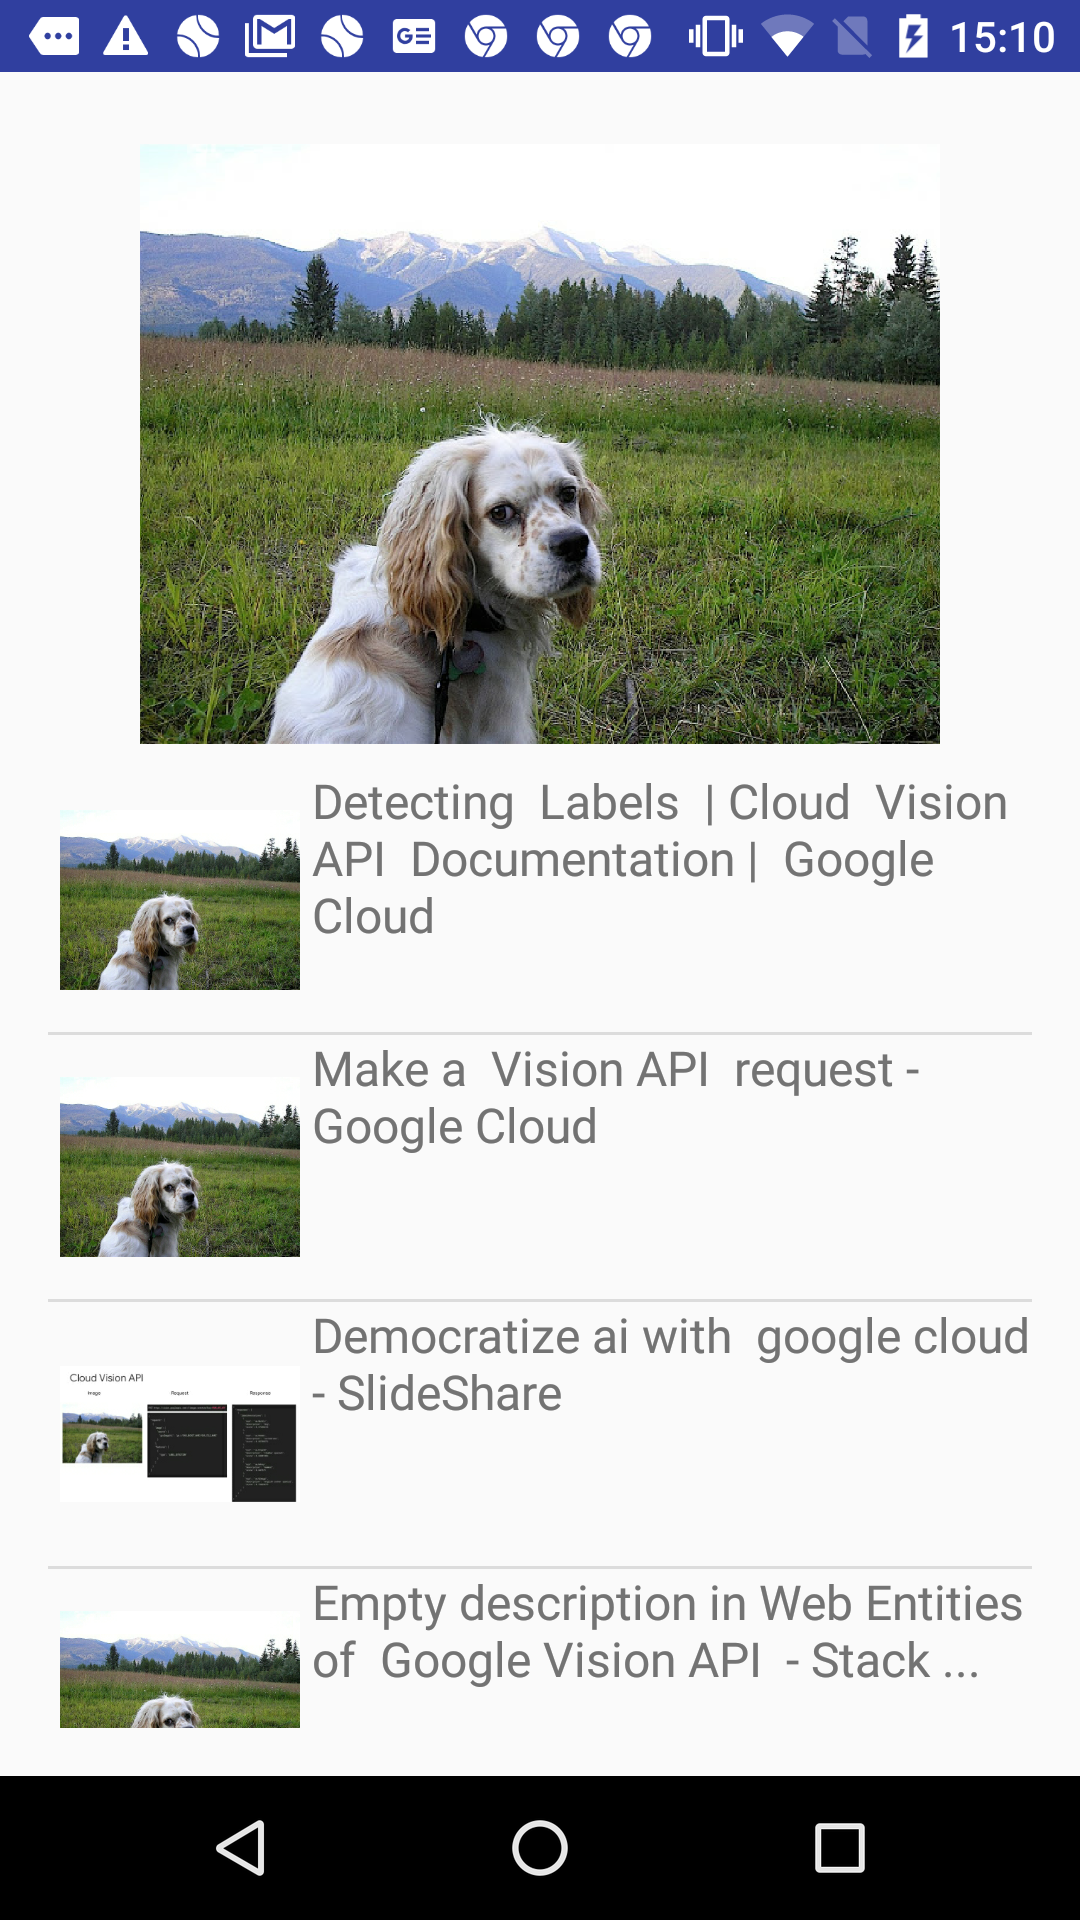 GE
15:10
Detecting Labels | Cloud Vision
API Documentation | Google
Cloud
Make a Vision API request -
Google Cloud
Democratize ai with google cloud
- SlideShare
Cloud Vision API
Image Request Response
Empty description in Web Entities
of Google Vision API - Stack ...